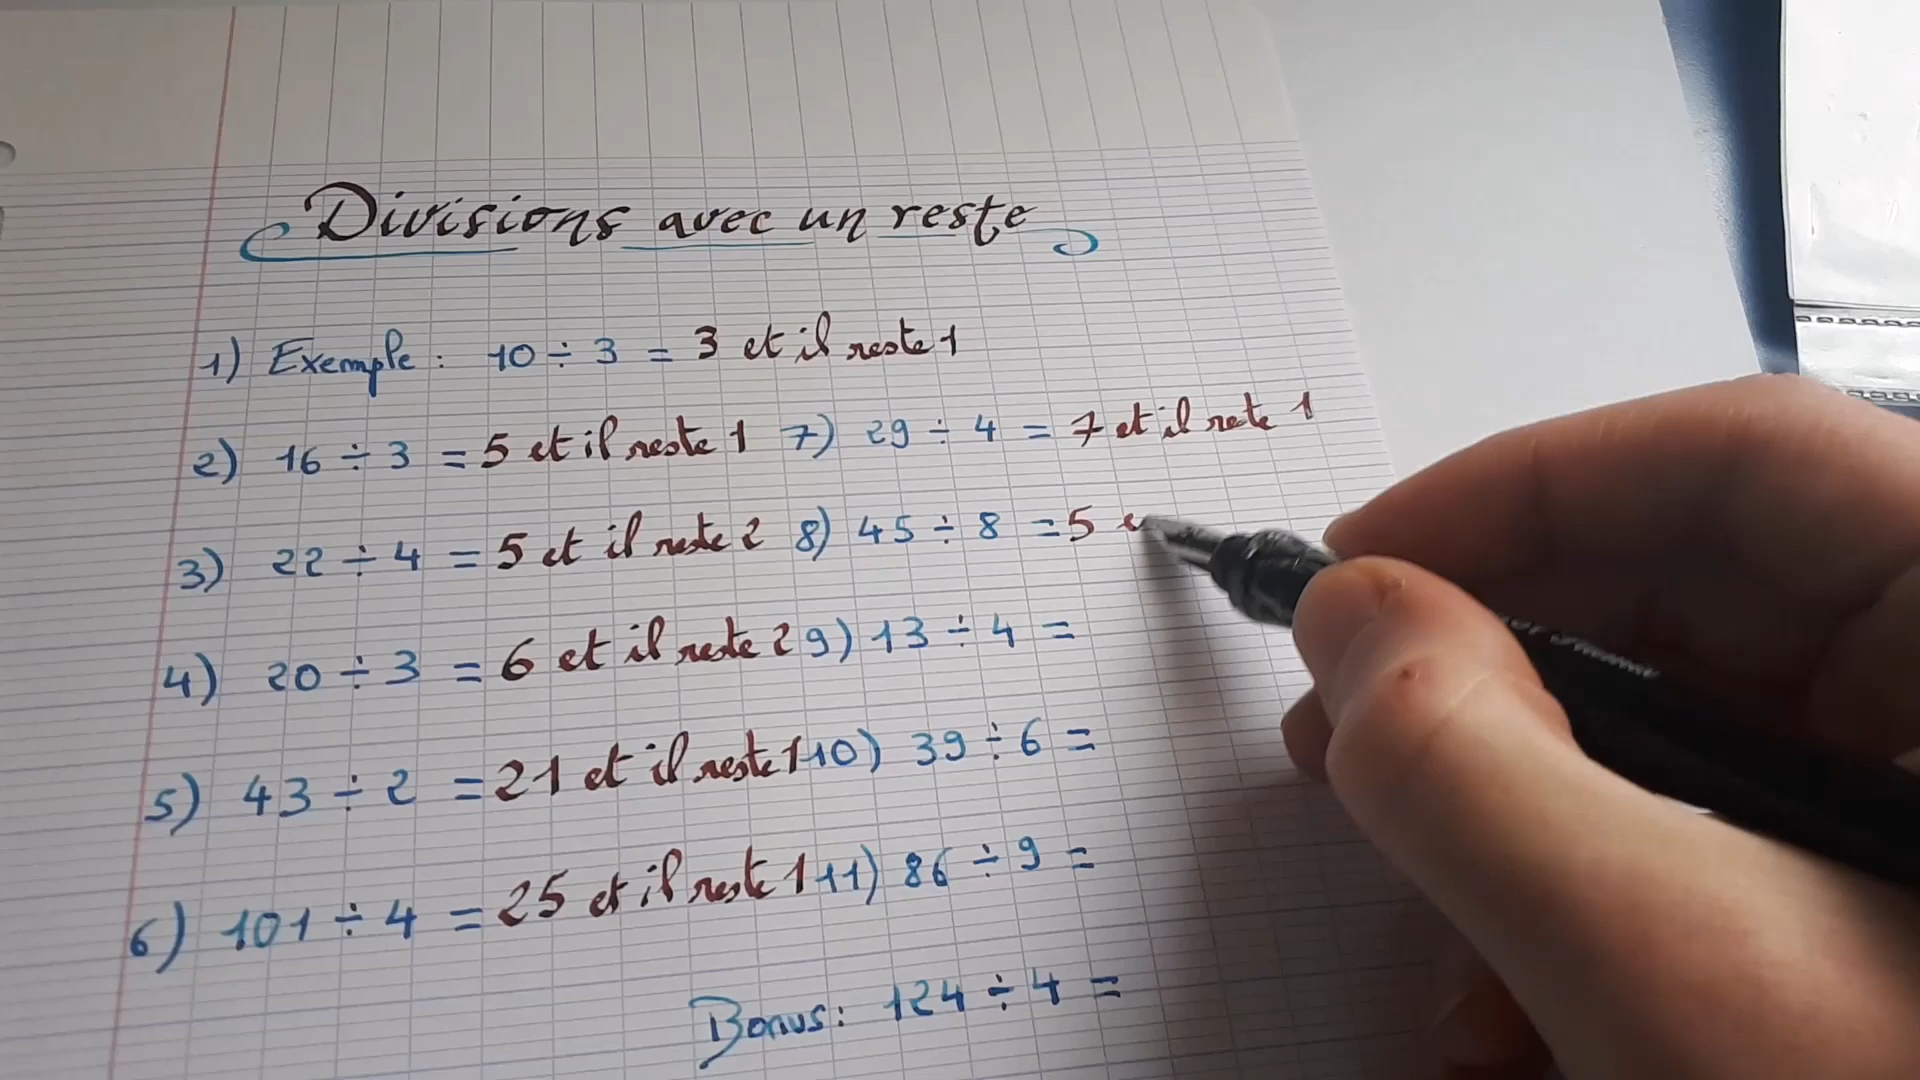 Divisions avec un reste
1) Exemple : 10 ÷ 3 = 3 et il reste 1
2) 16 ÷ 3 = 5 et il reste 1
3) 22 ÷ 4 = 5 et il reste 2
4) 20 ÷ 3 = 6 et il reste 2
5) 43 ÷ 2 = 21 et il reste 1
6) 101 ÷ 4 = 25 et il reste 1
7) 29 ÷ 4 = 7 et il reste 1
8) 45 ÷ 8 = 5
9) 13 ÷ 4 =
10) 39 ÷ 6 =
11) 86 ÷ 9 =
Bonus : 124 ÷ 4 =